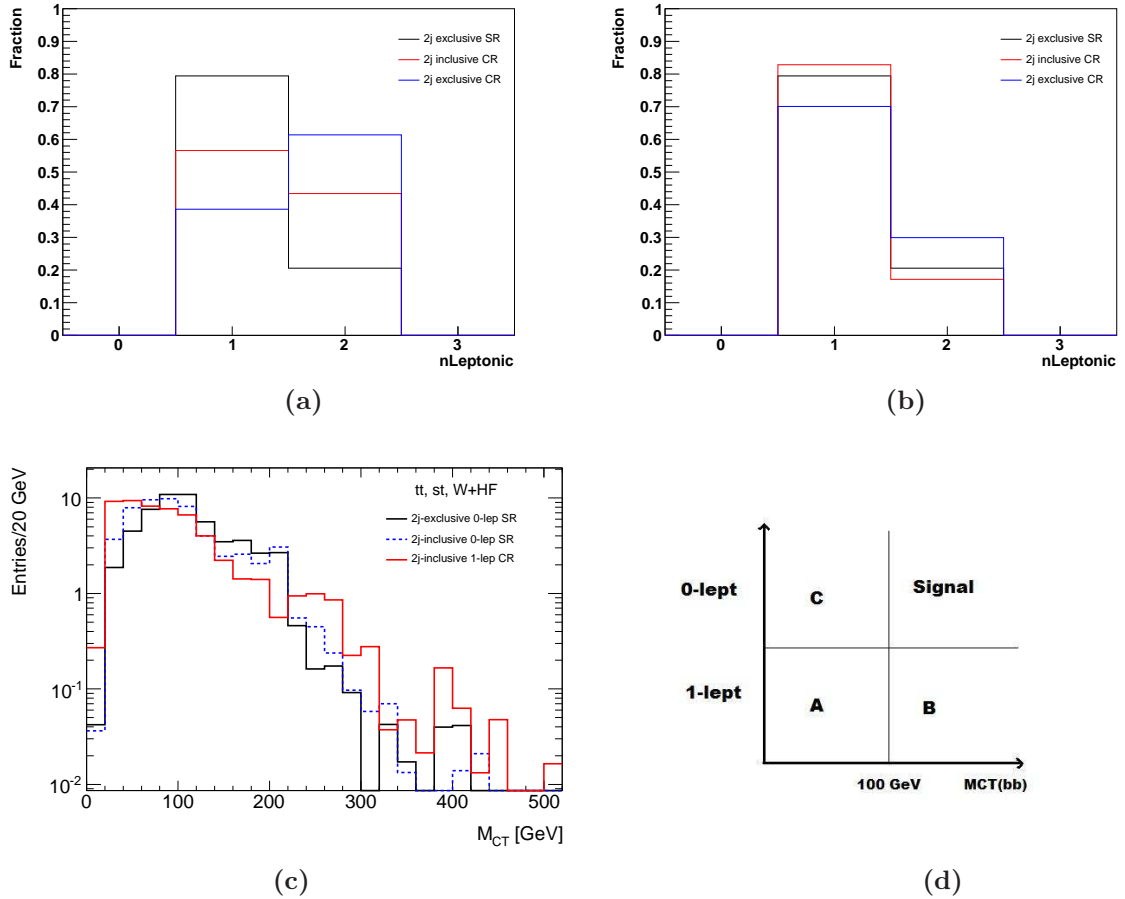 Fraction
1
0.9
0.8
0.7
0.6
0.5
0.4
0.3
0.2
0.1
0
2j exclusive SR
2j inclusive CR
2j exclusive CR
0 1 2 3
nLeptonic
(a)
Fraction
1
0.9
0.8
0.7
0.6
0.5
0.4
0.3
0.2
0.1
0
2j exclusive SR
2j inclusive CR
2j exclusive CR
0 1 2 3
nLeptonic
(b)
Entries/20 GeV
10
1
10⁻¹
10⁻²
tt, st, W+HF
2j-exclusive 0-lep SR
2j-inclusive 0-lep SR
2j-inclusive 1-lep CR
0 100 200 300 400 500
M_CT [GeV]
(c)
0-lept
C
Signal
1-lept
A
B
100 GeV
MCT(bb)
(d)